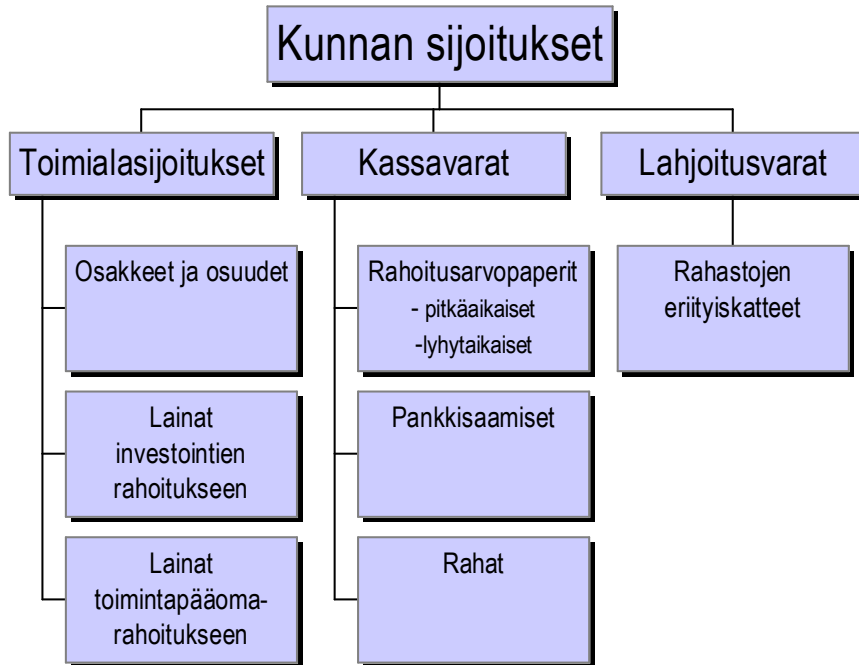 Kunnan sijoitukset
Toimialasijoitukset
Kassavarat
Lahjoitusvarat
Osakkeet ja osuudet
Lainat
investointien
rahoitukseen
Lainat
toimintapääoma-
rahoitukseen
Rahoitusarvopaperit
- pitkäaikaiset
-lyhytaikaiset
Pankkisaamiset
Rahat
Rahastojen
eriityiskatteet